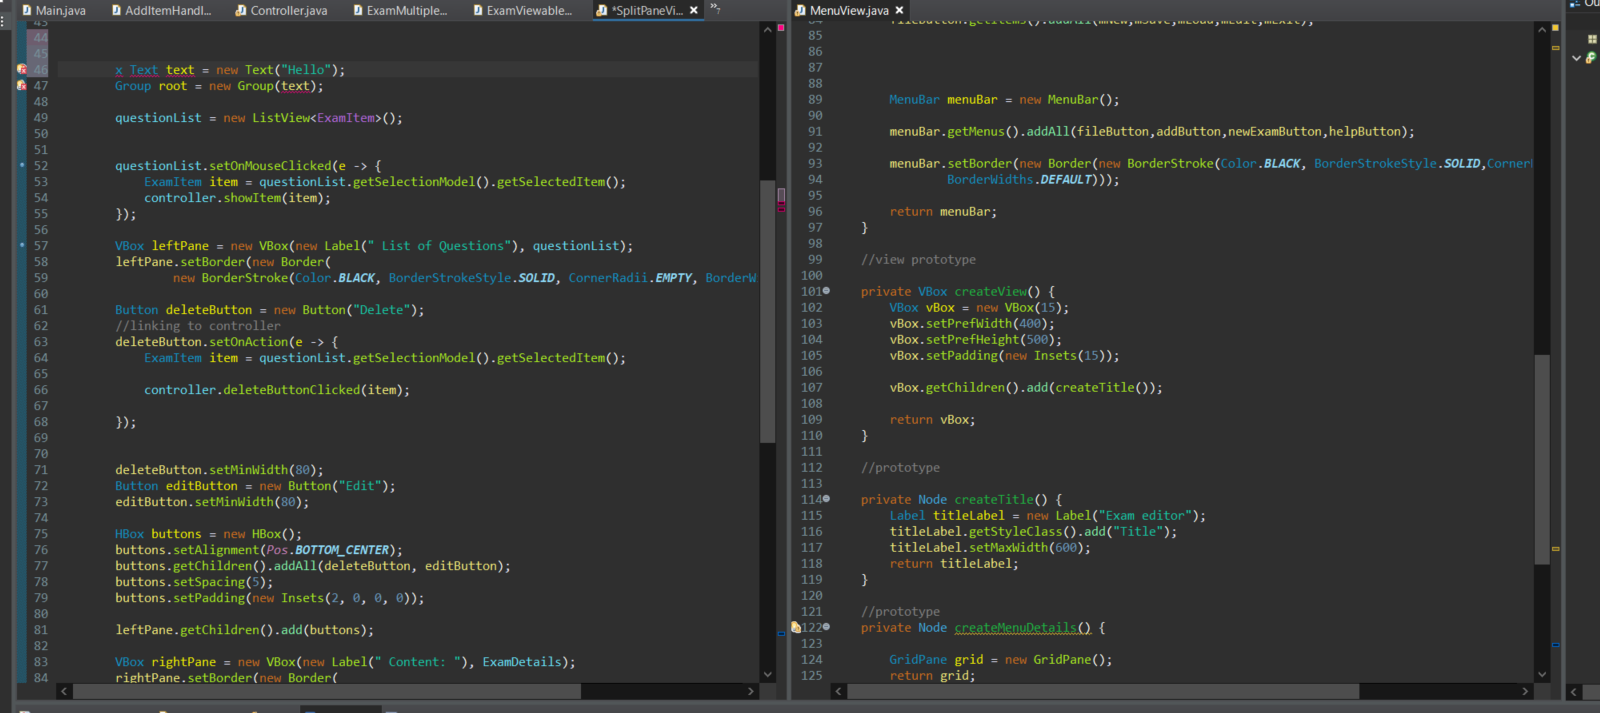 Main.java
AddItemHandl...
Controller.java
ExamMultiple...
ExamViewable...
*SplitPaneVi...
7
43
44
45
46 x Text text = new Text("Hello");
47 Group root = new Group(text);
48
49 questionList = new ListView<ExamItem>();
50
51
52 questionList.setOnMouseClicked(e -> {
53 ExamItem item = questionList.getSelectionModel().getSelectedItem();
54 controller.showItem(item);
55 });
56
57 VBox leftPane = new VBox(new Label(" List of Questions"), questionList);
58 leftPane.setBorder(new Border(
59 new BorderStroke(Color.BLACK, BorderStrokeStyle.SOLID, CornerRadii.EMPTY, BorderW
60
61 Button deleteButton = new Button("Delete");
62 //linking to controller
63 deleteButton.setOnAction(e -> {
64 ExamItem item = questionList.getSelectionModel().getSelectedItem();
65
66 controller.deleteButtonClicked(item);
67
68 });
69
70
71 deleteButton.setMinWidth(80);
72 Button editButton = new Button("Edit");
73 editButton.setMinWidth(80);
74
75 HBox buttons = new HBox();
76 buttons.setAlignment(Pos.BOTTOM_CENTER);
77 buttons.getChildren().addAll(deleteButton, editButton);
78 buttons.setSpacing(5);
79 buttons.setPadding(new Insets(2, 0, 0, 0));
80
81 leftPane.getChildren().add(buttons);
82
83 VBox rightPane = new VBox(new Label(" Content: "), ExamDetails);
84 rightPane.setBorder(new Border(
MenuView.java
84 fileButton.getItems().addAll(mNew,mSave,mLoad,mEdit,mExit);
85
86
87
88
89 MenuBar menuBar = new MenuBar();
90
91 menuBar.getMenus().addAll(fileButton,addButton,newExamButton,helpButton);
92
93 menuBar.setBorder(new Border(new BorderStroke(Color.BLACK, BorderStrokeStyle.SOLID,CornerR
94 BorderWidths.DEFAULT)));
95
96 return menuBar;
97 }
98
99 //view prototype
100
101 private VBox createView() {
102 VBox vBox = new VBox(15);
103 vBox.setPrefWidth(400);
104 vBox.setPrefHeight(500);
105 vBox.setPadding(new Insets(15));
106
107 vBox.getChildren().add(createTitle());
108
109 return vBox;
110 }
111
112 //prototype
113
114 private Node createTitle() {
115 Label titleLabel = new Label("Exam editor");
116 titleLabel.getStyleClass().add("Title");
117 titleLabel.setMaxWidth(600);
118 return titleLabel;
119 }
120
121 //prototype
122 private Node createMenuDetails() {
123
124 GridPane grid = new GridPane();
125 return grid;
Ou